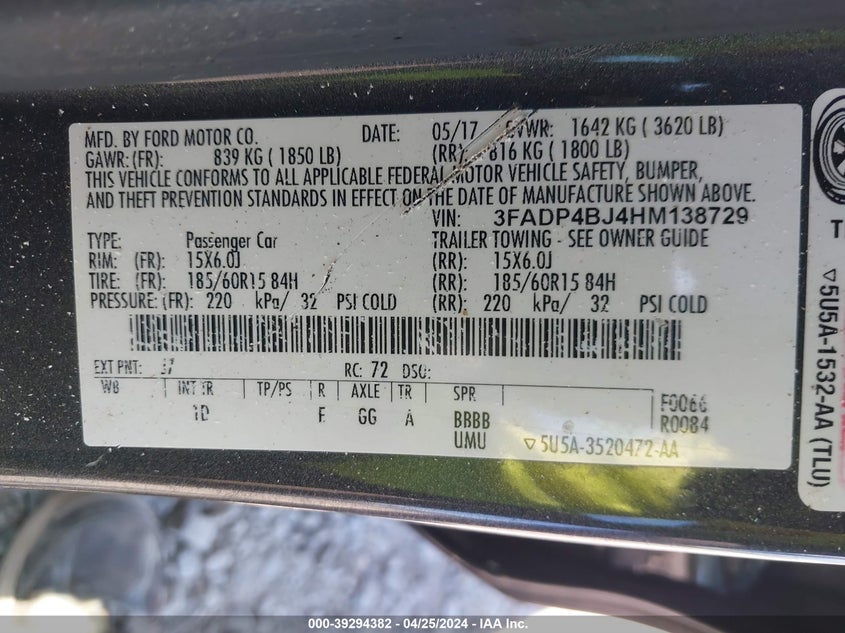 MFD. BY FORD MOTOR CO. DATE: 05/17 GVWR: 1642 KG ( 3620 LB)
GAWR: (FR): 839 KG ( 1850 LB) (RR): 816 KG ( 1800 LB)
THIS VEHICLE CONFORMS TO ALL APPLICABLE FEDERAL MOTOR VEHICLE SAFETY, BUMPER,
AND THEFT PREVENTION STANDARDS IN EFFECT ON THE DATE OF MANUFACTURE SHOWN ABOVE.
VIN: 3FADP4BJ4HM138729
TYPE: Passenger Car TRAILER TOWING - SEE OWNER GUIDE
RIM: (FR): 15X6.0J (RR): 15X6.0J
TIRE: (FR): 185/60R15 84H (RR): 185/60R15 84H
PRESSURE: (FR): 220 kPa/ 32 PSI COLD (RR): 220 kPa/ 32 PSI COLD
EXT PNT: RC: 72 DSO:
WB INT TR TP/PS R AXLE TR SPR
1D F GG A BBBB
UMU
F0066
R0084
▽5U5A-3520472-AA
T
▽5U5A-1532-AA (TLU)
000-39294382 - 04/25/2024 - IAA Inc.